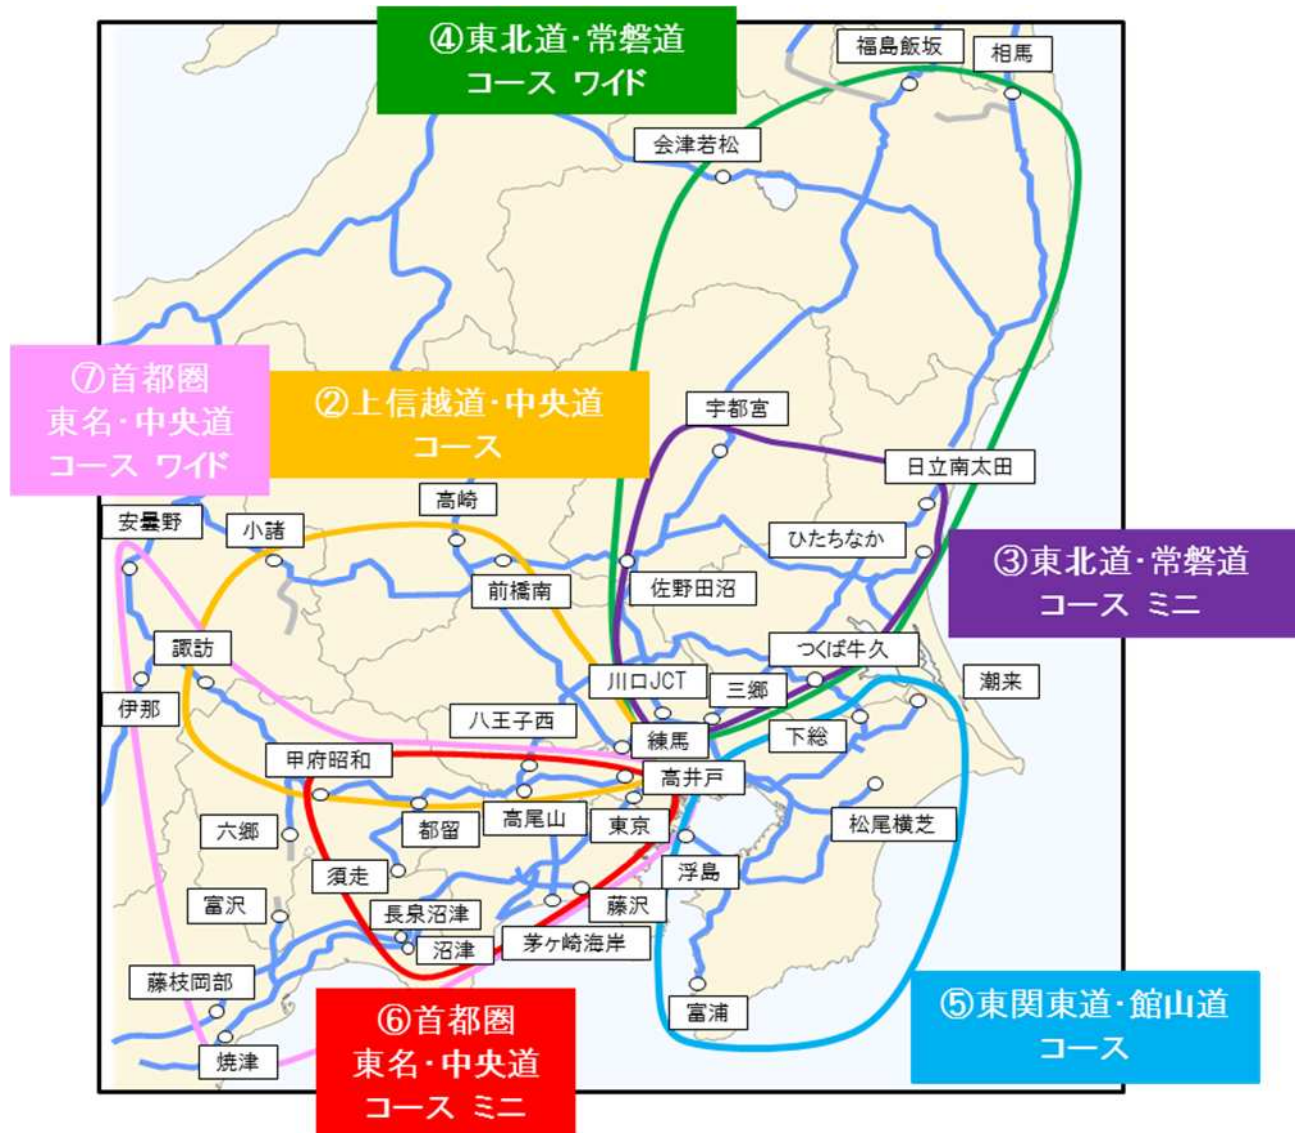 ④東北道・常磐道
コース ワイド
福島飯坂
相馬
会津若松
⑦首都圏
東名・中央道
コース ワイド
②上信越道・中央道
コース
宇都宮
日立南太田
高崎
安曇野
小諸
ひたちなか
③東北道・常磐道
コース ミニ
前橋南
佐野田沼
諏訪
つくば牛久
川口JCT
三郷
潮来
伊那
八王子西
練馬
下総
甲府昭和
高井戸
六郷
都留
高尾山
東京
松尾横芝
須走
浮島
富沢
長泉沼津
藤沢
沼津
茅ヶ崎海岸
藤枝岡部
富浦
焼津
⑤東関東道・館山道
コース
⑥首都圏
東名・中央道
コース ミニ